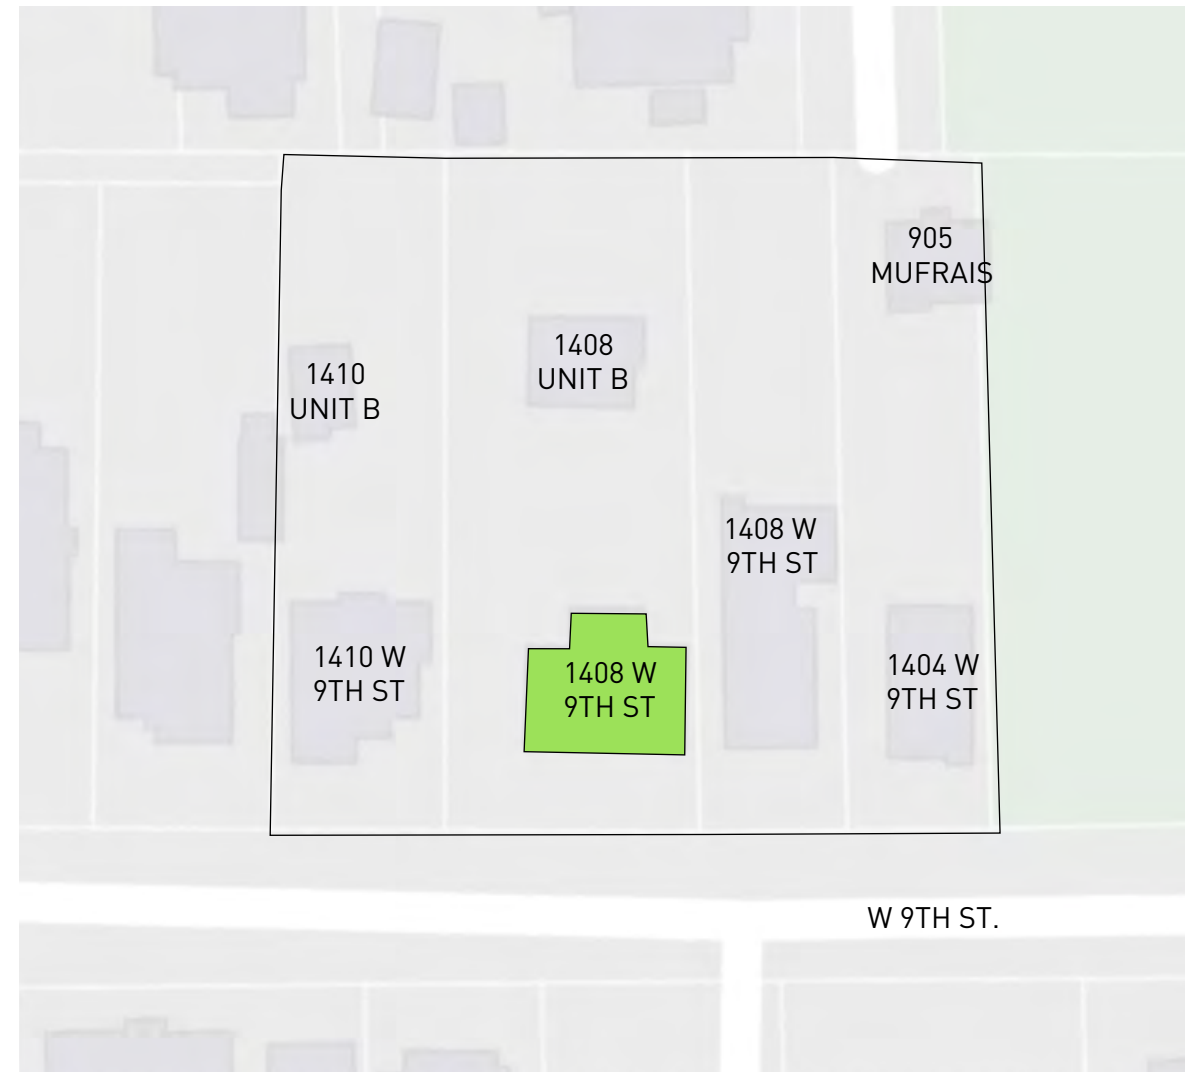 905
MUFRAIS
1408
UNIT B
1410
UNIT B
1408 W
9TH ST
1410 W
9TH ST
1408 W
9TH ST
1404 W
9TH ST
W 9TH ST.